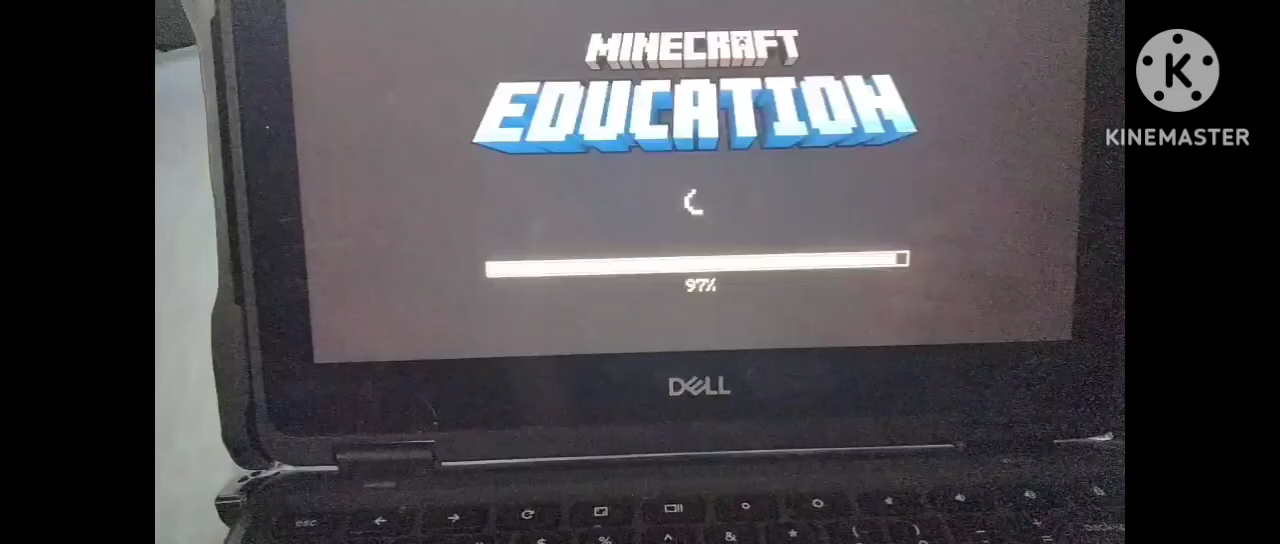 MINECRAFT
EDUCATION
97%
K
KINEMASTER
DELL
esc